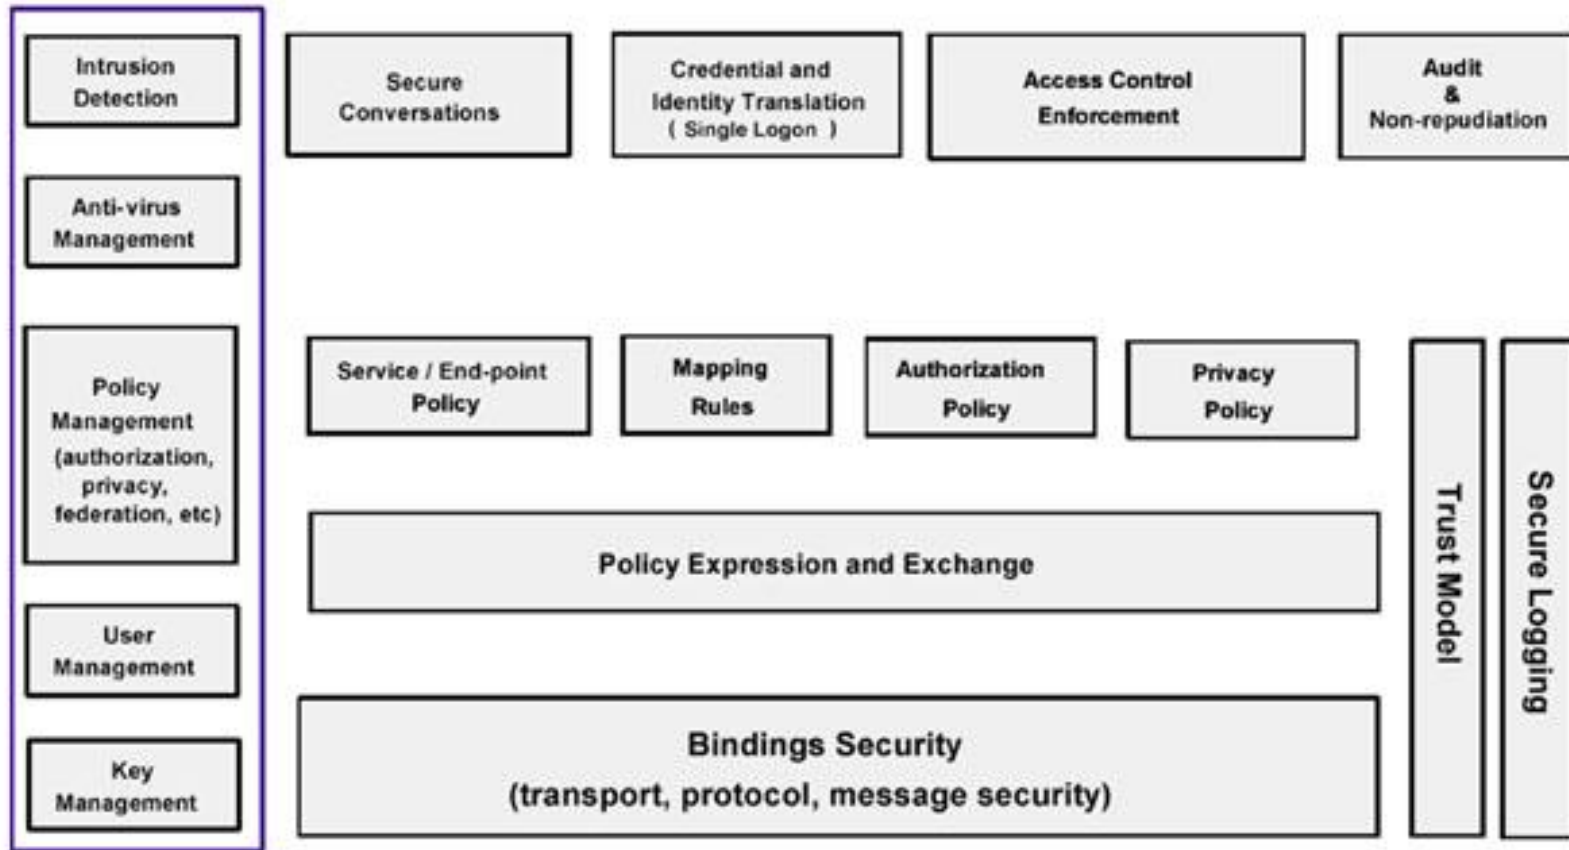 Intrusion
Detection
Anti-virus
Management
Policy
Management
(authorization,
privacy,
federation, etc)
User
Management
Key
Management
Secure
Conversations
Credential and
Identity Translation
( Single Logon )
Access Control
Enforcement
Audit
&
Non-repudiation
Service / End-point
Policy
Mapping
Rules
Authorization
Policy
Privacy
Policy
Policy Expression and Exchange
Bindings Security
(transport, protocol, message security)
Trust Model
Secure Logging